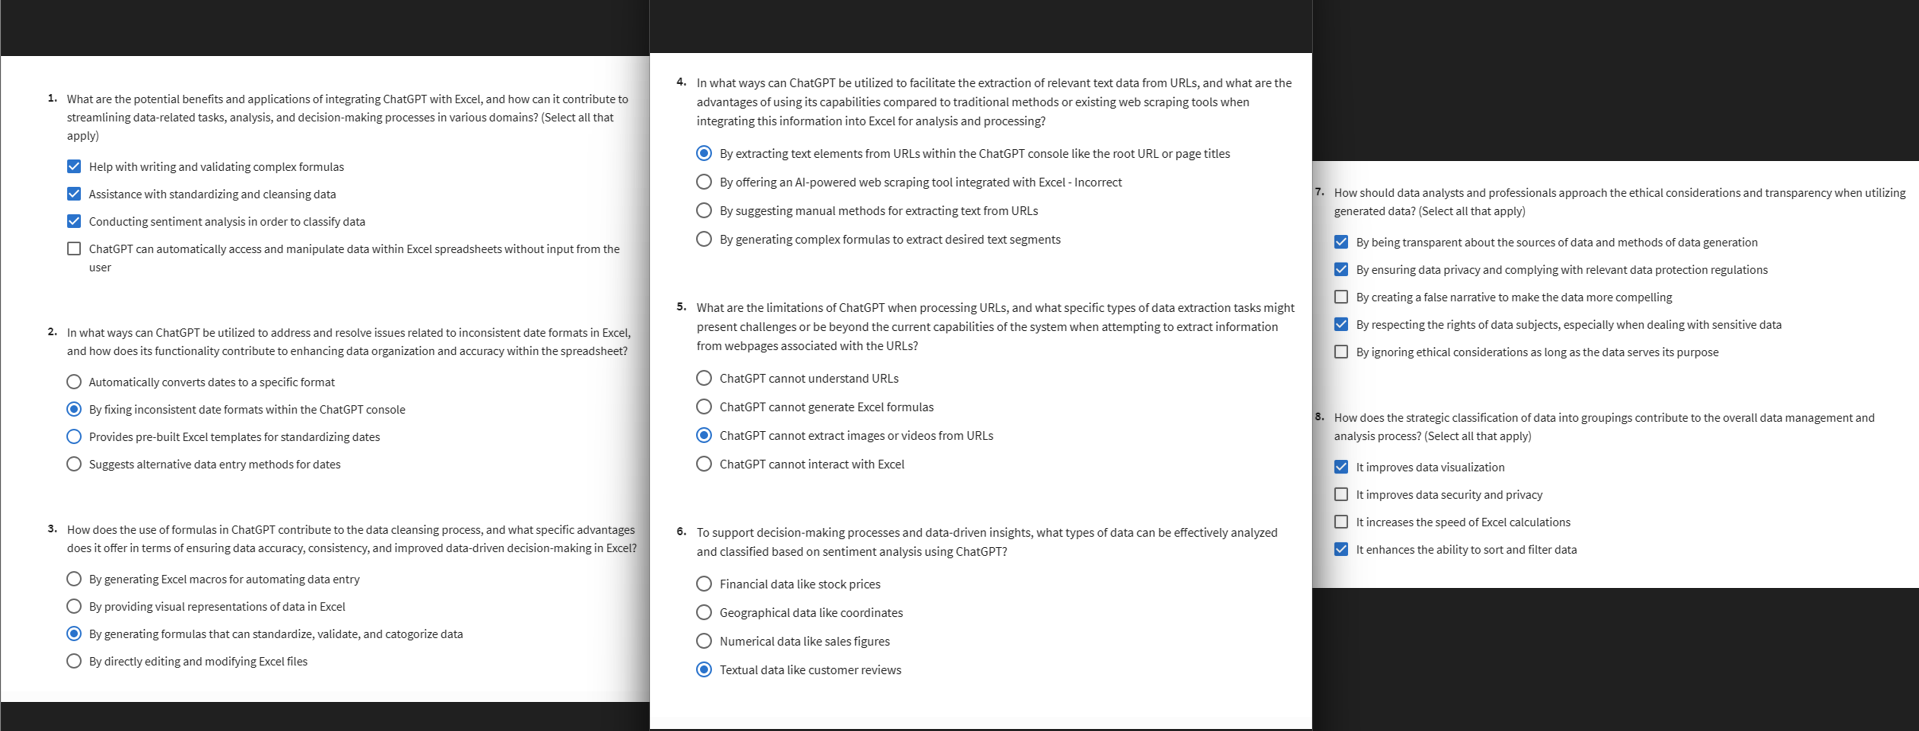 1. What are the potential benefits and applications of integrating ChatGPT with Excel, and how can it contribute to
streamlining data-related tasks, analysis, and decision-making processes in various domains? (Select all that
apply)
Help with writing and validating complex formulas
Assistance with standardizing and cleansing data
Conducting sentiment analysis in order to classify data
ChatGPT can automatically access and manipulate data within Excel spreadsheets without input from the
user
2. In what ways can ChatGPT be utilized to address and resolve issues related to inconsistent date formats in Excel,
and how does its functionality contribute to enhancing data organization and accuracy within the spreadsheet?
Automatically converts dates to a specific format
By fixing inconsistent date formats within the ChatGPT console
Provides pre-built Excel templates for standardizing dates
Suggests alternative data entry methods for dates
3. How does the use of formulas in ChatGPT contribute to the data cleansing process, and what specific advantages
does it offer in terms of ensuring data accuracy, consistency, and improved data-driven decision-making in Excel?
By generating Excel macros for automating data entry
By providing visual representations of data in Excel
By generating formulas that can standardize, validate, and catogorize data
By directly editing and modifying Excel files
4. In what ways can ChatGPT be utilized to facilitate the extraction of relevant text data from URLs, and what are the
advantages of using its capabilities compared to traditional methods or existing web scraping tools when
integrating this information into Excel for analysis and processing?
By extracting text elements from URLs within the ChatGPT console like the root URL or page titles
By offering an AI-powered web scraping tool integrated with Excel - Incorrect
By suggesting manual methods for extracting text from URLs
By generating complex formulas to extract desired text segments
5. What are the limitations of ChatGPT when processing URLs, and what specific types of data extraction tasks might
present challenges or be beyond the current capabilities of the system when attempting to extract information
from webpages associated with the URLs?
ChatGPT cannot understand URLs
ChatGPT cannot generate Excel formulas
ChatGPT cannot extract images or videos from URLs
ChatGPT cannot interact with Excel
6. To support decision-making processes and data-driven insights, what types of data can be effectively analyzed
and classified based on sentiment analysis using ChatGPT?
Financial data like stock prices
Geographical data like coordinates
Numerical data like sales figures
Textual data like customer reviews
7. How should data analysts and professionals approach the ethical considerations and transparency when utilizing
generated data? (Select all that apply)
By being transparent about the sources of data and methods of data generation
By ensuring data privacy and complying with relevant data protection regulations
By creating a false narrative to make the data more compelling
By respecting the rights of data subjects, especially when dealing with sensitive data
By ignoring ethical considerations as long as the data serves its purpose
8. How does the strategic classification of data into groupings contribute to the overall data management and
analysis process? (Select all that apply)
It improves data visualization
It improves data security and privacy
It increases the speed of Excel calculations
It enhances the ability to sort and filter data